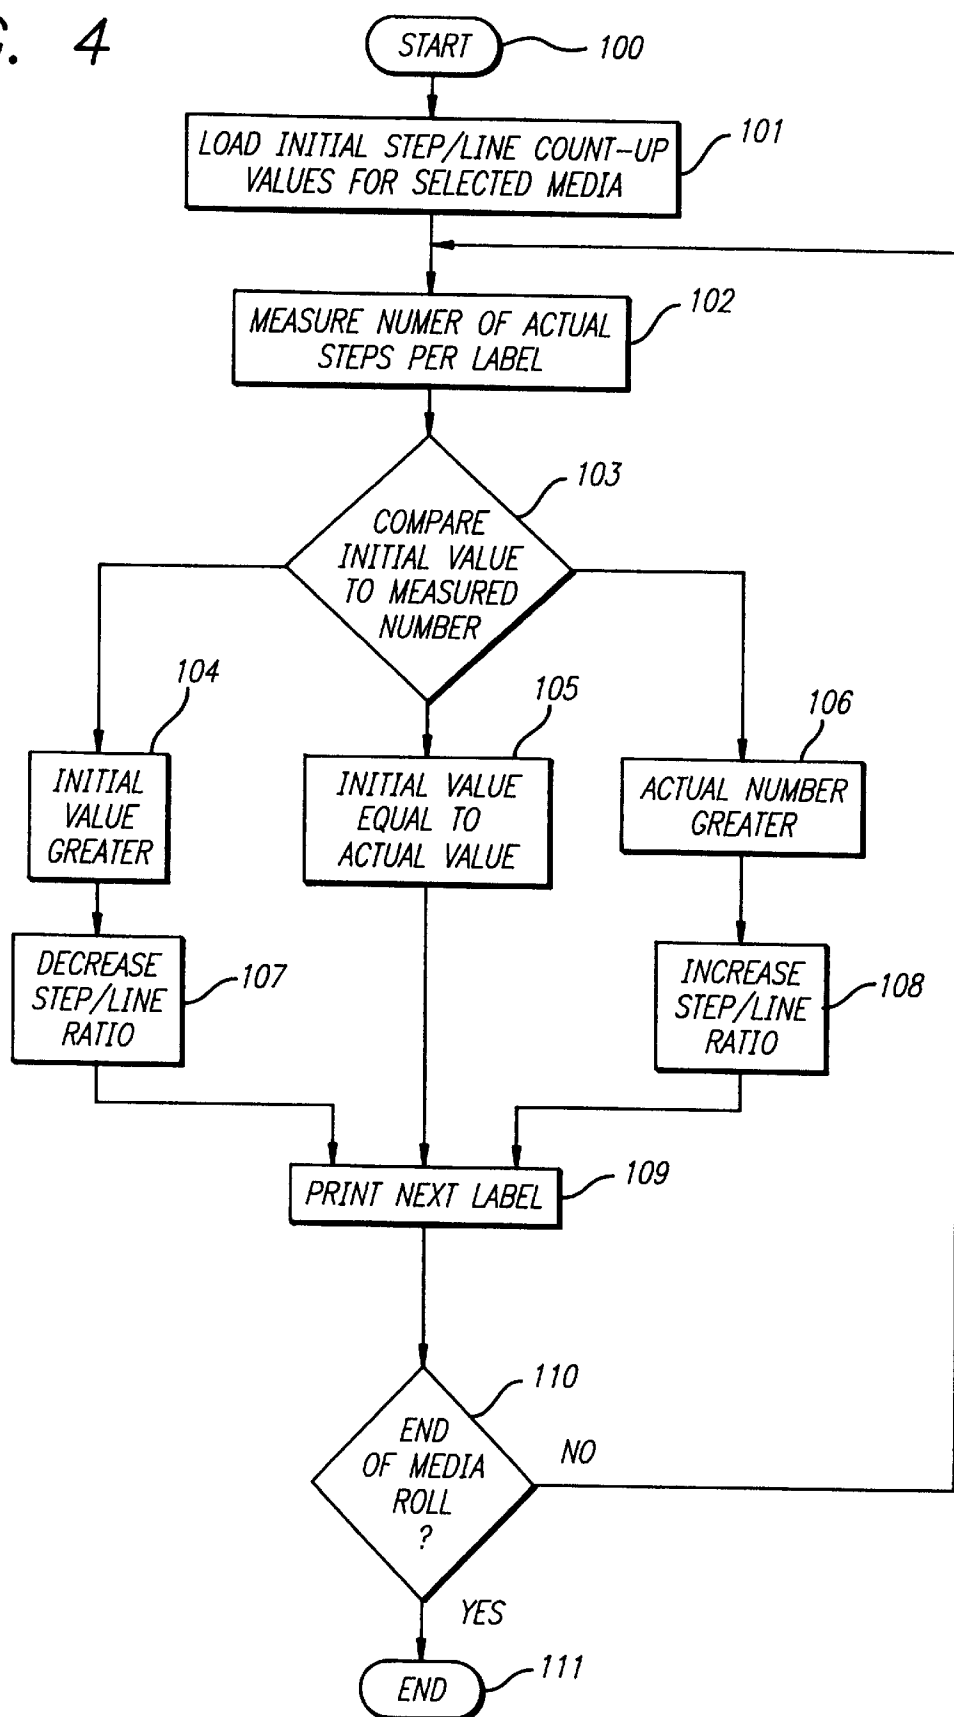 G. 4
START
100
LOAD INITIAL STEP/LINE COUNT-UP
VALUES FOR SELECTED MEDIA
101
MEASURE NUMER OF ACTUAL
STEPS PER LABEL
102
COMPARE
INITIAL VALUE
TO MEASURED
NUMBER
103
104
INITIAL
VALUE
GREATER
105
INITIAL VALUE
EQUAL TO
ACTUAL VALUE
106
ACTUAL NUMBER
GREATER
DECREASE
STEP/LINE
RATIO
107
INCREASE
STEP/LINE
RATIO
108
PRINT NEXT LABEL
109
END
OF MEDIA
ROLL
?
110
NO
YES
END
111